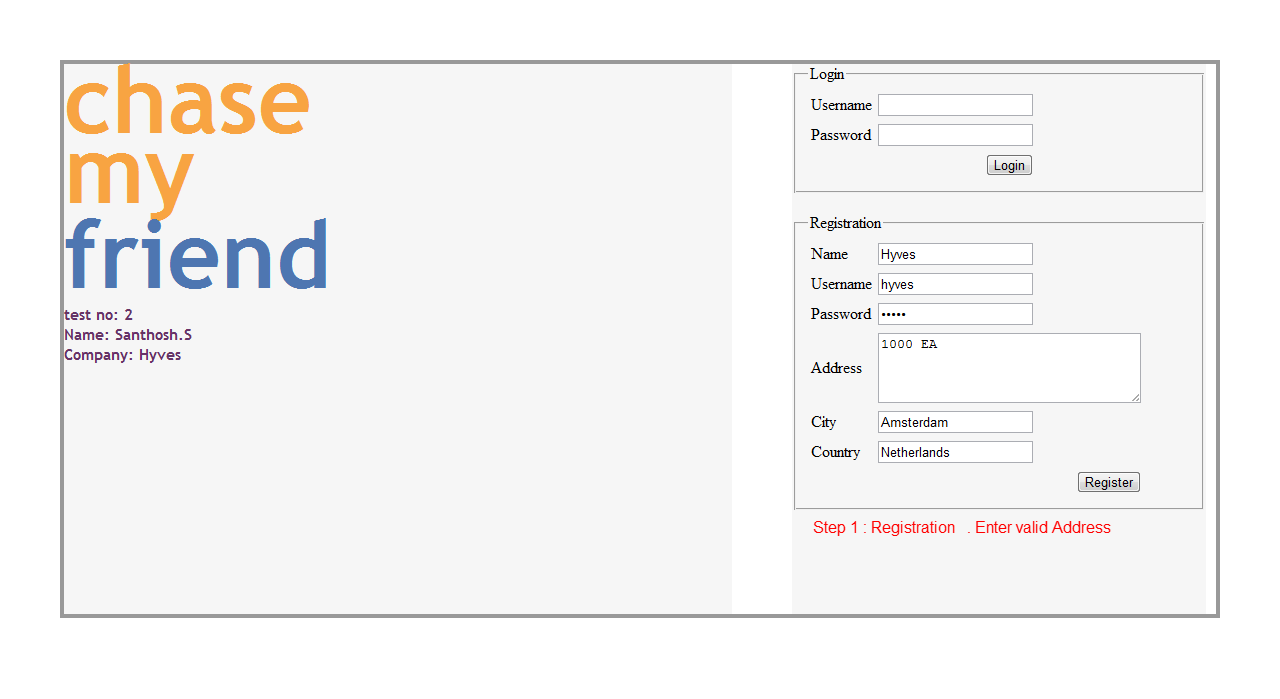 chase
my
friend
test no: 2
Name: Santhosh.S
Company: Hyves
Login
Username
Password
Login
Registration
Name Hyves
Username hyves
Password •••••
Address 1000 EA
City Amsterdam
Country Netherlands
Register
Step 1 : Registration . Enter valid Address